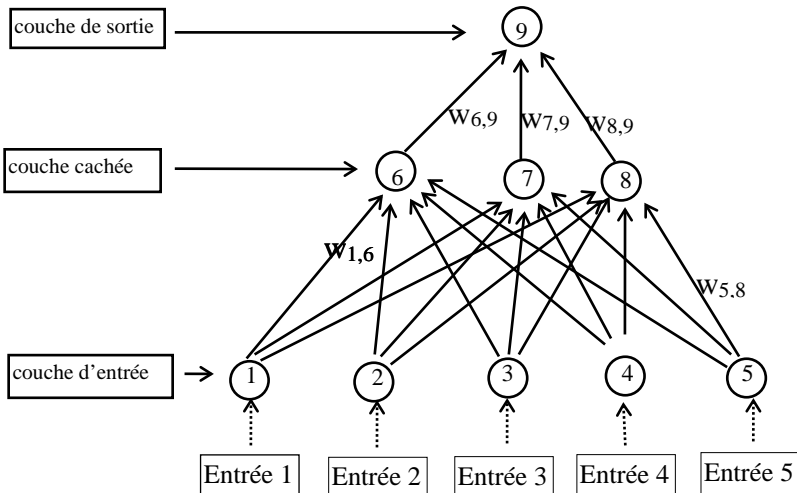 couche de sortie
9
W6,9
W7,9
W8,9
couche cachée
6
7
8
W1,6
W5,8
couche d'entrée
1
2
3
4
5
Entrée 1
Entrée 2
Entrée 3
Entrée 4
Entrée 5